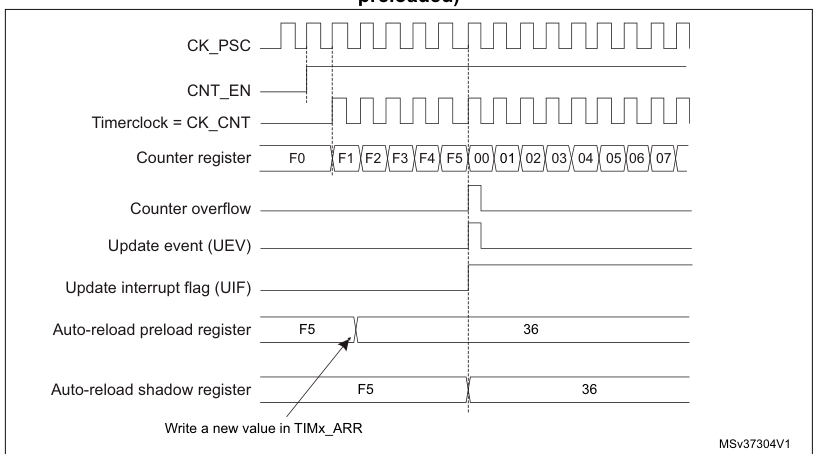 preloaded)
CK_PSC
CNT_EN
Timerclock = CK_CNT
Counter register F0 F1 F2 F3 F4 F5 00 01 02 03 04 05 06 07
Counter overflow
Update event (UEV)
Update interrupt flag (UIF)
Auto-reload preload register F5 36
Auto-reload shadow register F5 36
Write a new value in TIMx_ARR
MSv37304V1